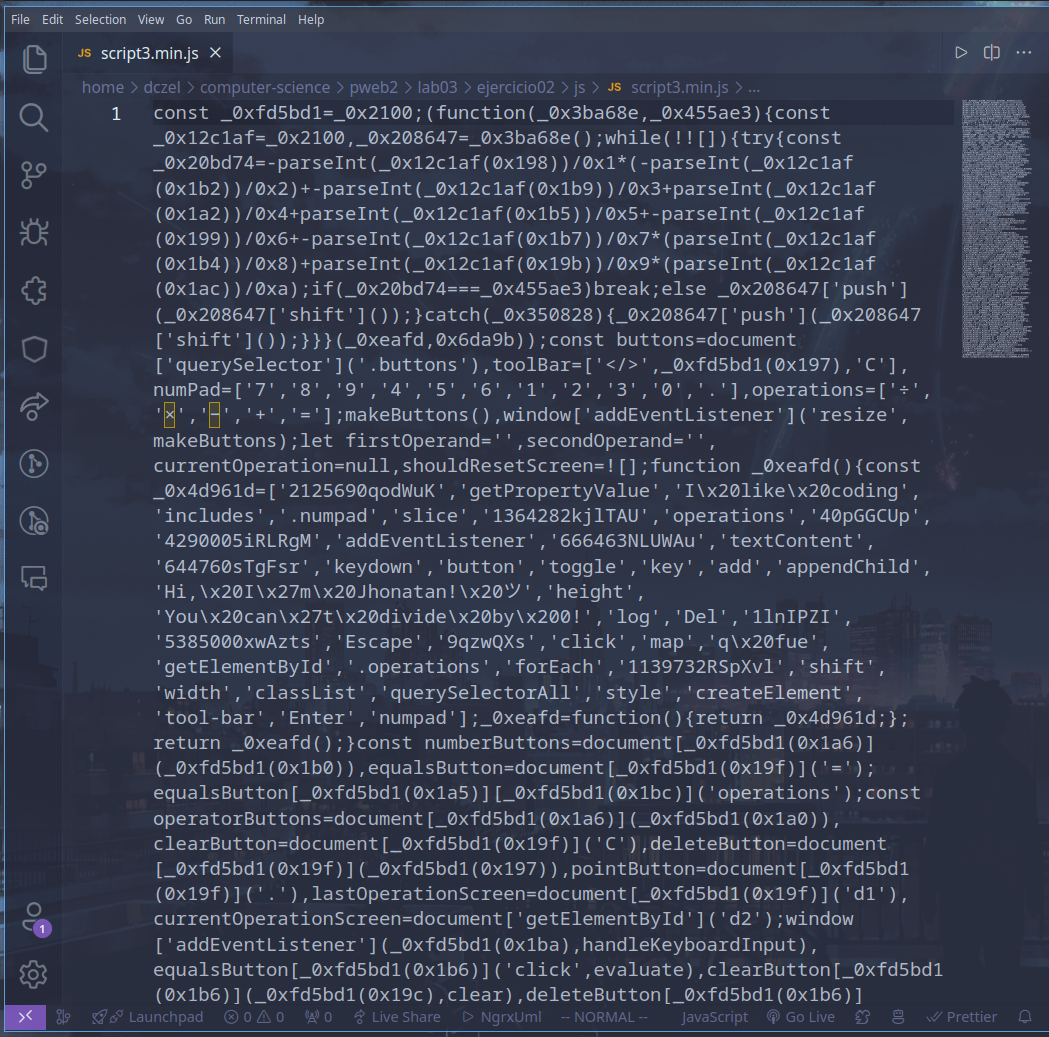 File Edit Selection View Go Run Terminal Help
JS script3.min.js ×
home > dczel > computer-science > pweb2 > lab03 > ejercicio02 > js > JS script3.min.js > ...
1 const _0xfd5bd1=_0x2100;(function(_0x3ba68e,_0x455ae3){const
_0x12c1af=_0x2100,_0x208647=_0x3ba68e();while(!![]){try{const
_0x20bd74=-parseInt(_0x12c1af(0x198))/0x1*(-parseInt(_0x12c1af
(0x1b2))/0x2)+-parseInt(_0x12c1af(0x1b9))/0x3+parseInt(_0x12c1af
(0x1a2))/0x4+parseInt(_0x12c1af(0x1b5))/0x5+-parseInt(_0x12c1af
(0x199))/0x6+-parseInt(_0x12c1af(0x1b7))/0x7*(parseInt(_0x12c1af
(0x1b4))/0x8)+parseInt(_0x12c1af(0x19b))/0x9*(parseInt(_0x12c1af
(0x1ac))/0xa);if(_0x20bd74===_0x455ae3)break;else _0x208647['push']
(_0x208647['shift']());}catch(_0x350828){_0x208647['push'](_0x208647
['shift']());}}}(_0xeafd,0x6da9b));const buttons=document
['querySelector']('.buttons'),toolBar=['</>',_0xfd5bd1(0x197),'C'],
numPad=['7','8','9','4','5','6','1','2','3','0','.'],operations=['÷',
'×','−','+','='];makeButtons(),window['addEventListener']('resize',
makeButtons);let firstOperand='',secondOperand='',
currentOperation=null,shouldResetScreen=![];function _0xeafd(){const
_0x4d961d=['2125690qodWuK','getPropertyValue','I\x20like\x20coding',
'includes','.numpad','slice','1364282kjlTAU','operations','40pGGCUp',
'4290005iRLRgM','addEventListener','666463NLUWAu','textContent',
'644760sTgFsr','keydown','button','toggle','key','add','appendChild',
'Hi,\x20I\x27m\x20Jhonatan!\x20ツ','height',
'You\x20can\x27t\x20divide\x20by\x200!','log','Del','1lnIPZI',
'5385000xwAzts','Escape','9qzwQXs','click','map','q\x20fue',
'getElementById','.operations','forEach','1139732RSpXvl','shift',
'width','classList','querySelectorAll','style','createElement',
'tool-bar','Enter','numpad'];_0xeafd=function(){return _0x4d961d;};
return _0xeafd();}const numberButtons=document[_0xfd5bd1(0x1a6)]
(_0xfd5bd1(0x1b0)),equalsButton=document[_0xfd5bd1(0x19f)]('=');
equalsButton[_0xfd5bd1(0x1a5)][_0xfd5bd1(0x1bc)]('operations');const
operatorButtons=document[_0xfd5bd1(0x1a6)](_0xfd5bd1(0x1a0)),
clearButton=document[_0xfd5bd1(0x19f)]('C'),deleteButton=document
[_0xfd5bd1(0x19f)](_0xfd5bd1(0x197)),pointButton=document[_0xfd5bd1
(0x19f)]('.'),lastOperationScreen=document[_0xfd5bd1(0x19f)]('d1'),
currentOperationScreen=document['getElementById']('d2');window
['addEventListener'](_0xfd5bd1(0x1ba),handleKeyboardInput),
equalsButton[_0xfd5bd1(0x1b6)]('click',evaluate),clearButton[_0xfd5bd1
(0x1b6)](_0xfd5bd1(0x19c),clear),deleteButton[_0xfd5bd1(0x1b6)]
1
Launchpad 0 0 0 Live Share NgrxUml -- NORMAL -- JavaScript Go Live Prettier